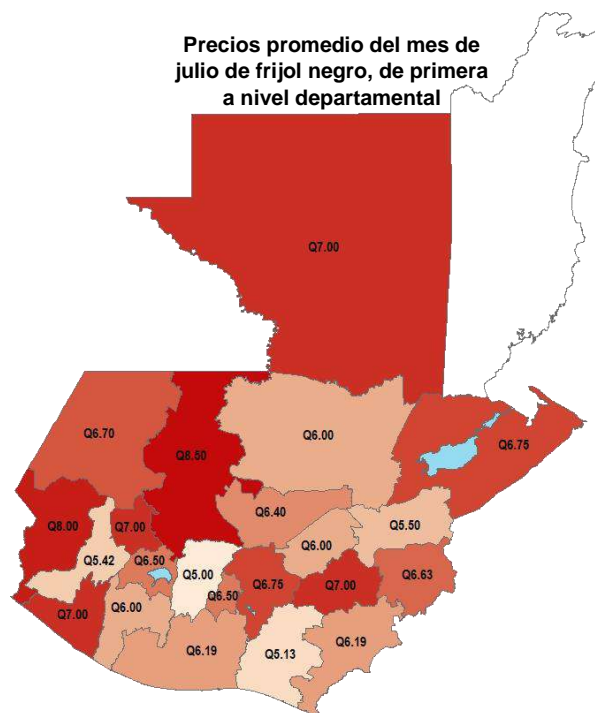 Precios promedio del mes de
julio de frijol negro, de primera
a nivel departamental
Q7.00
Q6.70
Q8.50
Q6.00
Q6.75
Q8.00
Q7.00
Q6.40
Q5.50
Q5.42
Q6.50
Q5.00
Q6.00
Q6.63
Q7.00
Q6.00
Q6.50
Q6.75
Q7.00
Q6.19
Q5.13
Q6.19